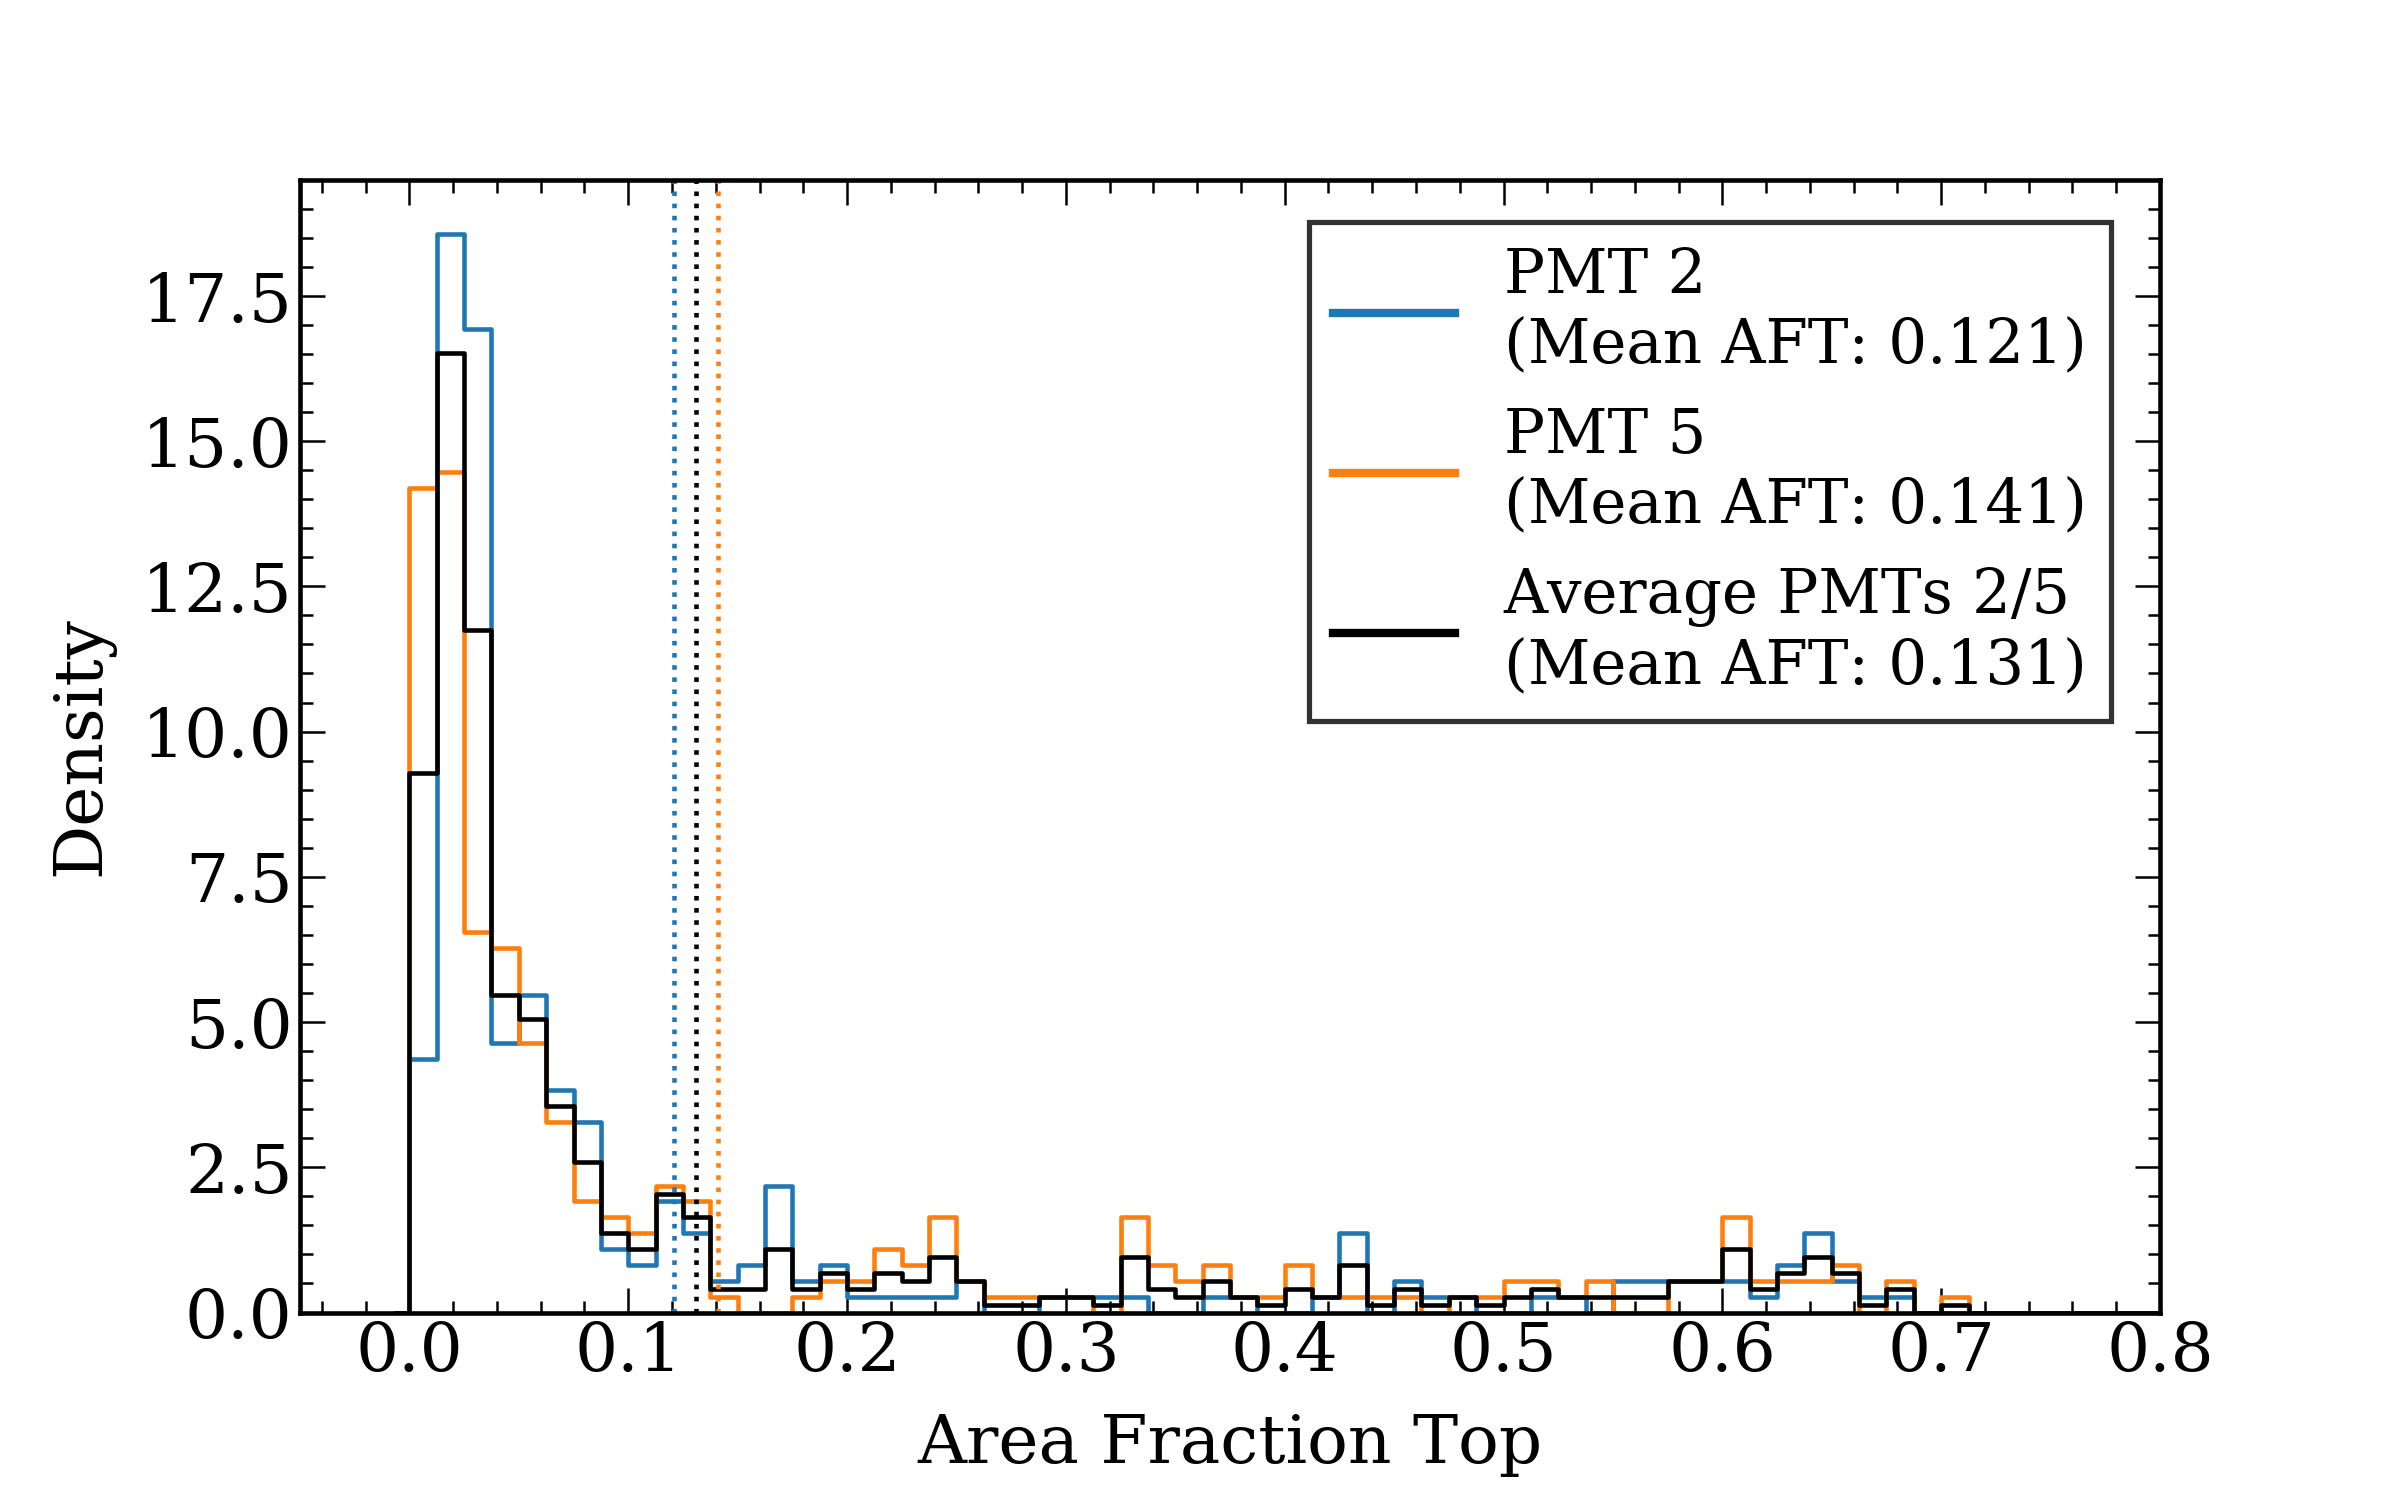 PMT 2
(Mean AFT: 0.121)
PMT 5
(Mean AFT: 0.141)
Average PMTs 2/5
(Mean AFT: 0.131)
Density
17.5
15.0
12.5
10.0
7.5
5.0
2.5
0.0
0.0 0.1 0.2 0.3 0.4 0.5 0.6 0.7 0.8
Area Fraction Top